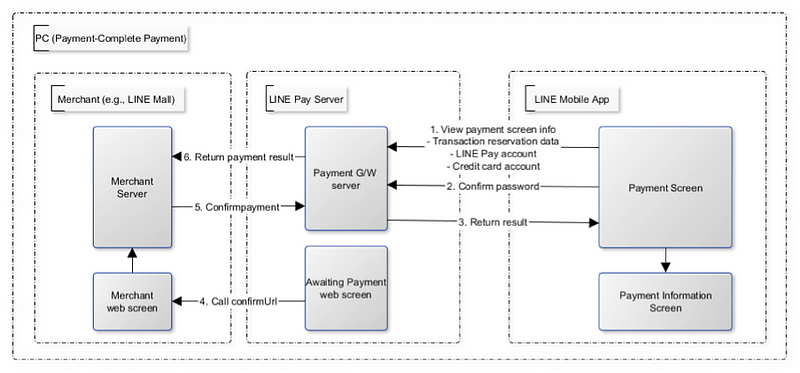 PC (Payment-Complete Payment)
Merchant (e.g., LINE Mall)
LINE Pay Server
LINE Mobile App
1. View payment screen info
- Transaction reservation data
- LINE Pay account
- Credit card account
6. Return payment result
Merchant
Server
Payment G/W
server
2. Confirm password
Payment Screen
5. Confirmpayment
3. Return result
Awaiting Payment
web screen
4. Call confirmUrl
Merchant
web screen
Payment Information
Screen